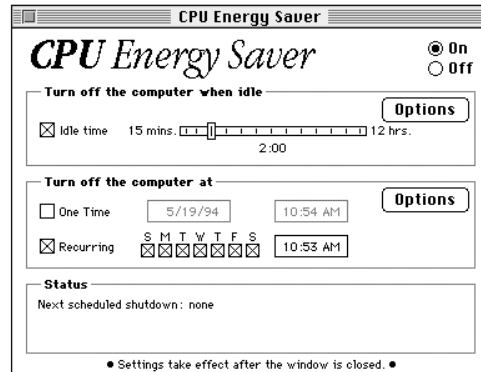 CPU Energy Saver
CPU Energy Saver
On
Off
Turn off the computer when idle
Options
Idle time 15 mins. 12 hrs.
2:00
Turn off the computer at
Options
One Time 5/19/94 10:54 AM
S M T W T F S
Recurring 10:53 AM
Status
Next scheduled shutdown: none
• Settings take effect after the window is closed. •